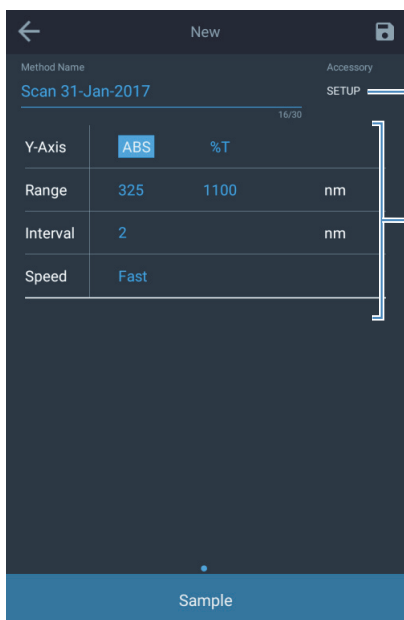 New
Method Name
Accessory
Scan 31-Jan-2017
SETUP
16/30
Y-Axis ABS %T
Range 325 1100 nm
Interval 2 nm
Speed Fast
Sample